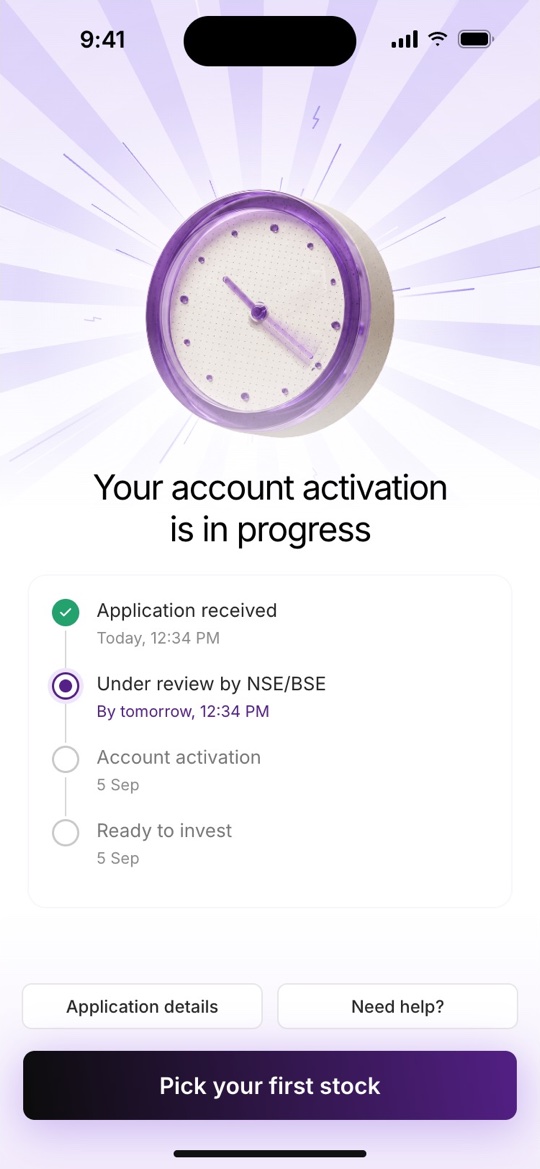 9:41
Your account activation
is in progress
Application received
Today, 12:34 PM
Under review by NSE/BSE
By tomorrow, 12:34 PM
Account activation
5 Sep
Ready to invest
5 Sep
Application details
Need help?
Pick your first stock